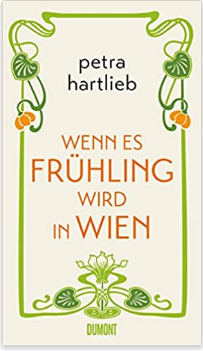 petra
hartlieb
WENN ES
FRÜHLING
WIRD
IN WIEN
DUMONT